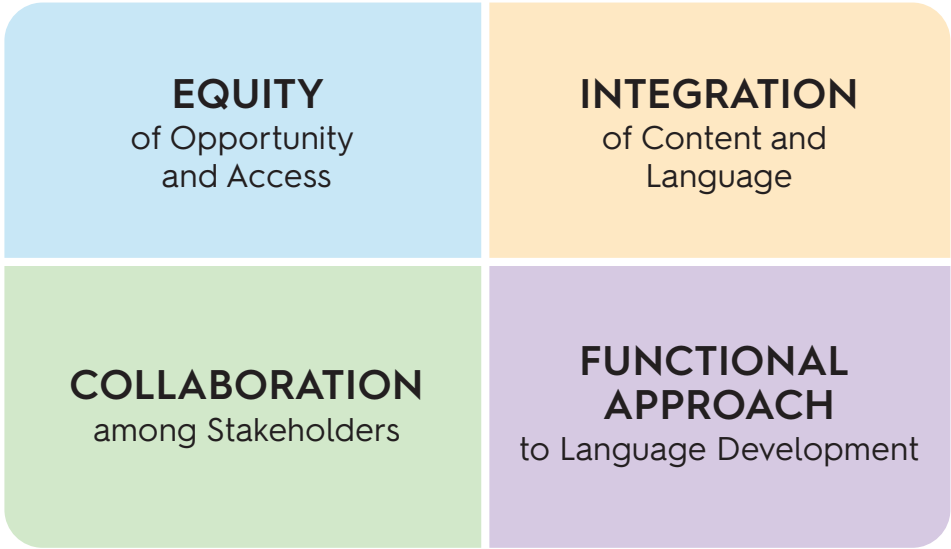 EQUITY
of Opportunity
and Access
INTEGRATION
of Content and
Language
COLLABORATION
among Stakeholders
FUNCTIONAL
APPROACH
to Language Development